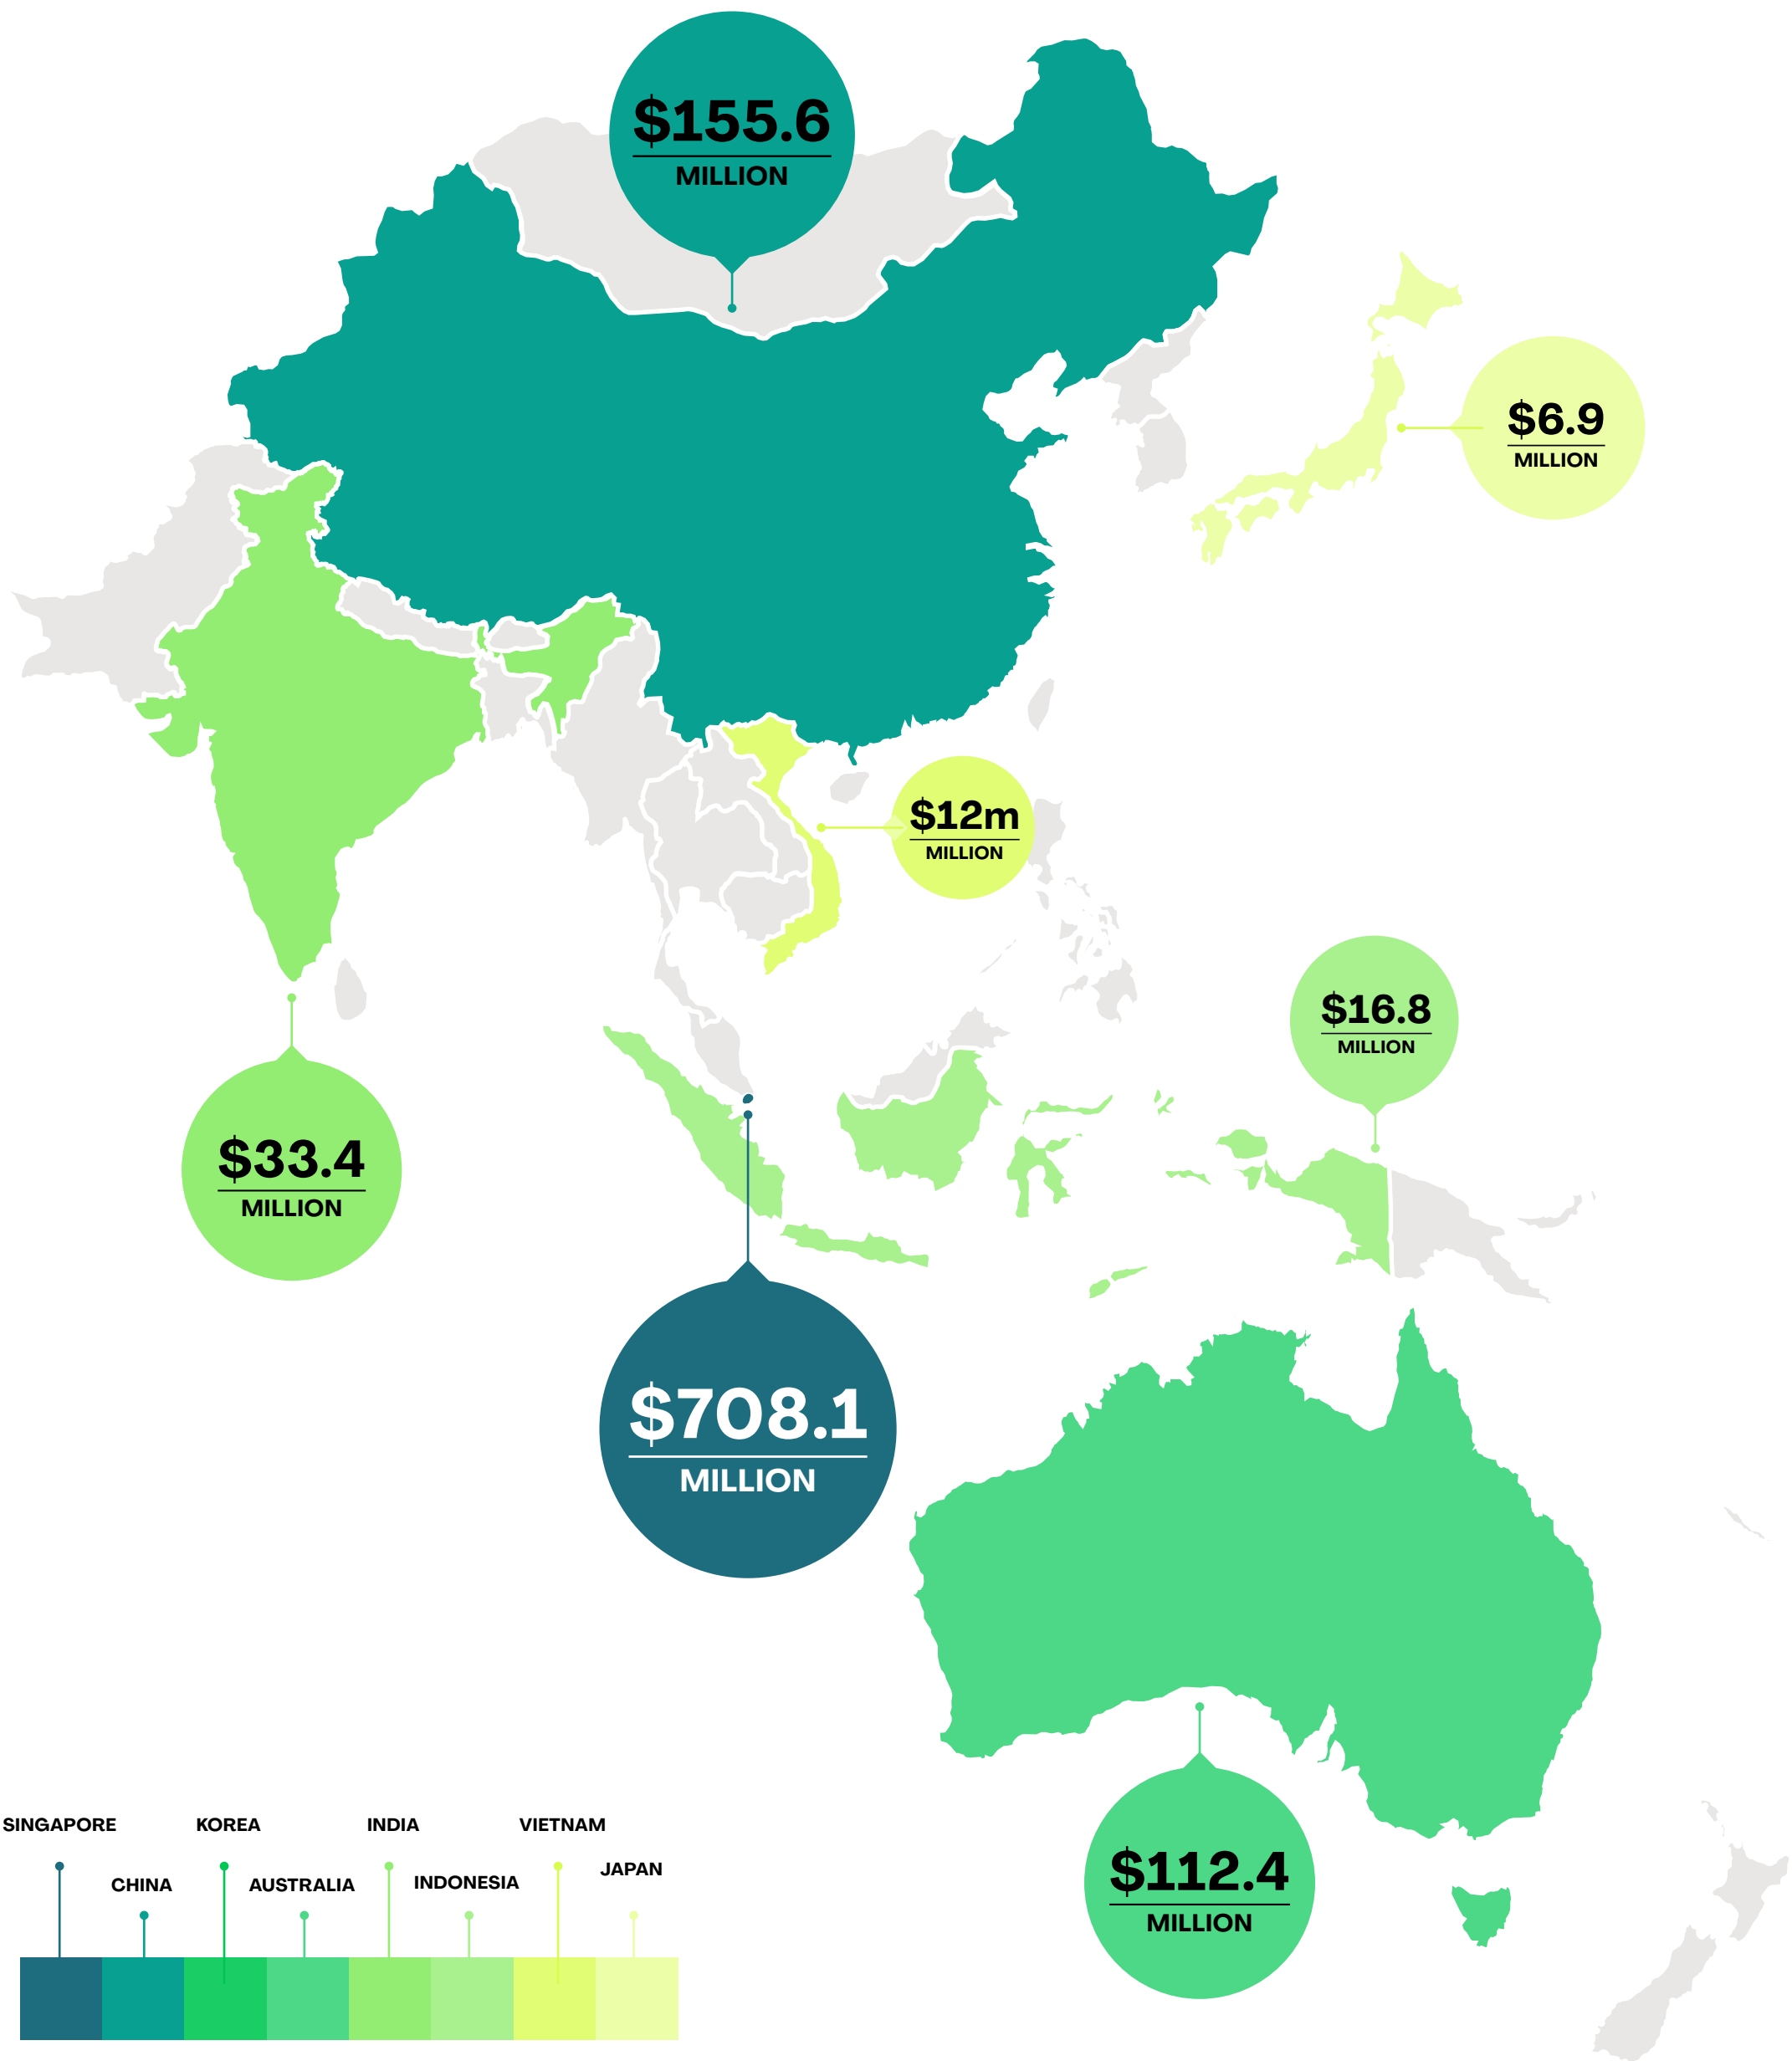 $155.6
MILLION
$6.9
MILLION
$12m
MILLION
$16.8
MILLION
$33.4
MILLION
$708.1
MILLION
$112.4
MILLION
SINGAPORE
KOREA
INDIA
VIETNAM
CHINA
AUSTRALIA
INDONESIA
JAPAN